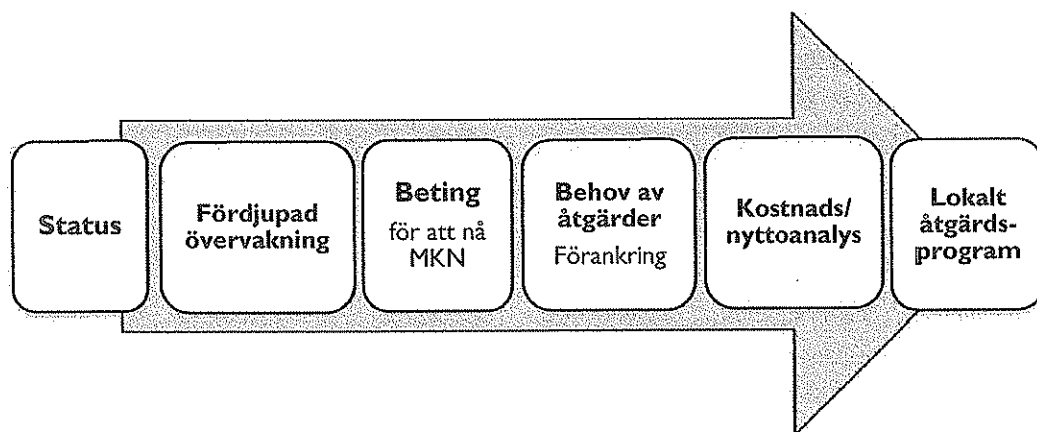 Status
Fördjupad
övervakning
Beting
för att nå
MKN
Behov av
åtgärder
Förankring
Kostnads/
nyttoanalys
Lokalt
åtgärds-
program